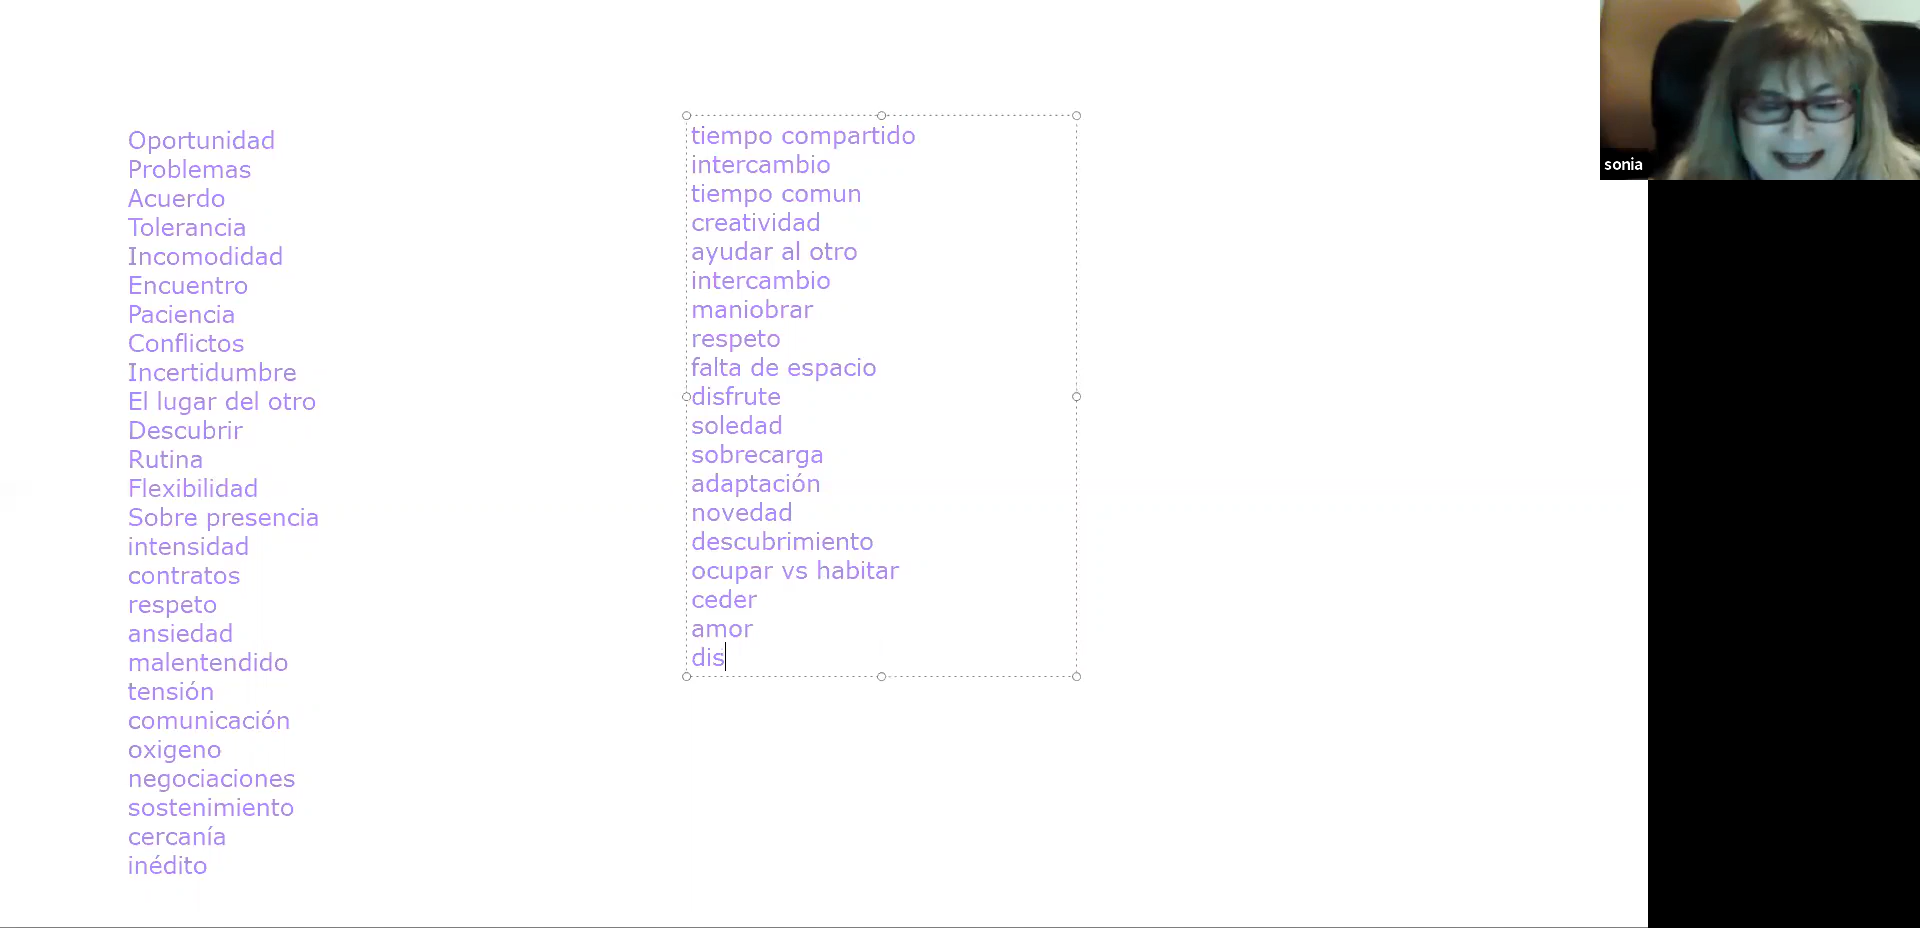 Oportunidad
Problemas
Acuerdo
Tolerancia
Incomodidad
Encuentro
Paciencia
Conflictos
Incertidumbre
El lugar del otro
Descubrir
Rutina
Flexibilidad
Sobre presencia
intensidad
contratos
respeto
ansiedad
malentendido
tensión
comunicación
oxigeno
negociaciones
sostenimiento
cercanía
inédito
tiempo compartido
intercambio
tiempo comun
creatividad
ayudar al otro
intercambio
maniobrar
respeto
falta de espacio
disfrute
soledad
sobrecarga
adaptación
novedad
descubrimiento
ocupar vs habitar
ceder
amor
dis
sonia